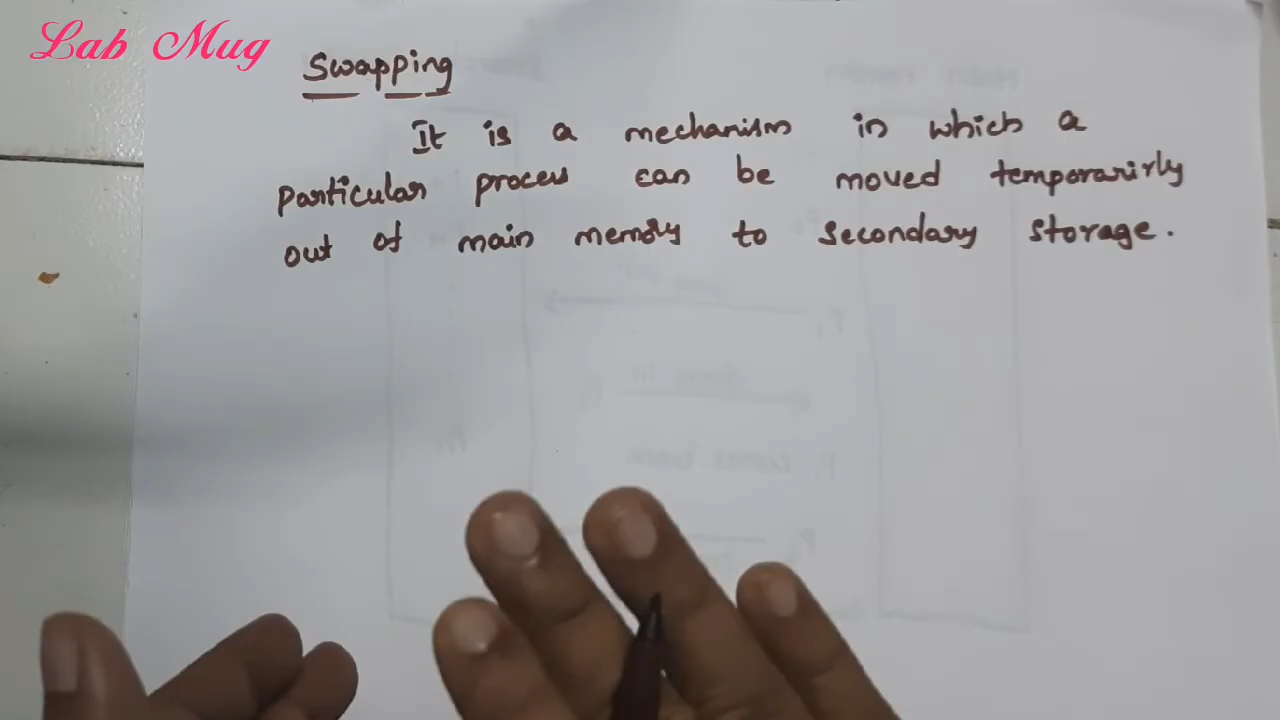 Lab Mug
Swapping
It is a mechanism in which a
particular process can be moved temporarirly
out of main memory to secondary storage.